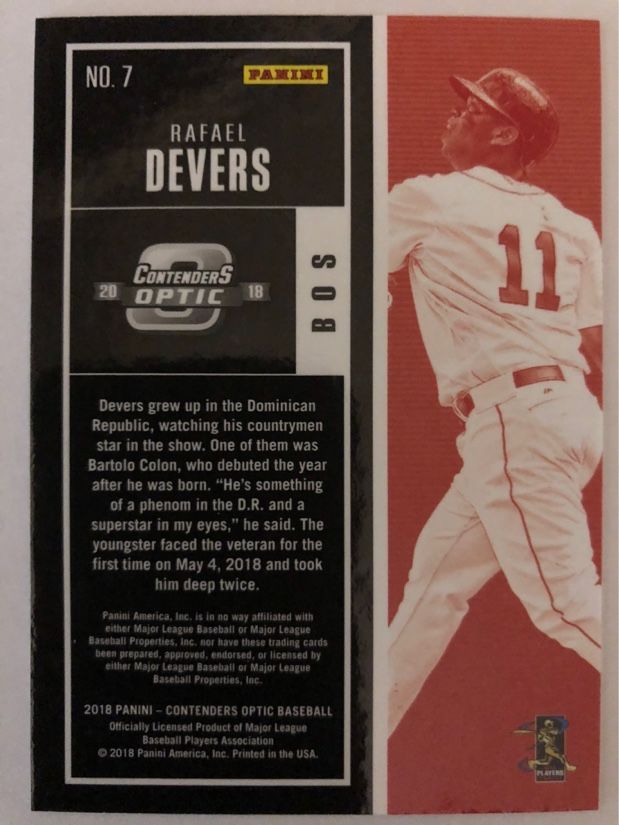 NO. 7
PANINI
RAFAEL
DEVERS
CONTENDERS
20 OPTIC 18
BOS
11
Devers grew up in the Dominican
Republic, watching his countrymen
star in the show. One of them was
Bartolo Colon, who debuted the year
after he was born. “He’s something
of a phenom in the D.R. and a
superstar in my eyes,” he said. The
youngster faced the veteran for the
first time on May 4, 2018 and took
him deep twice.
Panini America, Inc. is in no way affiliated with
either Major League Baseball or Major League
Baseball Properties, Inc. nor have these trading cards
been prepared, approved, endorsed, or licensed by
either Major League Baseball or Major League
Baseball Properties, Inc.
2018 PANINI – CONTENDERS OPTIC BASEBALL
Officially Licensed Product of Major League
Baseball Players Association
© 2018 Panini America, Inc. Printed in the USA.
PLAYERS